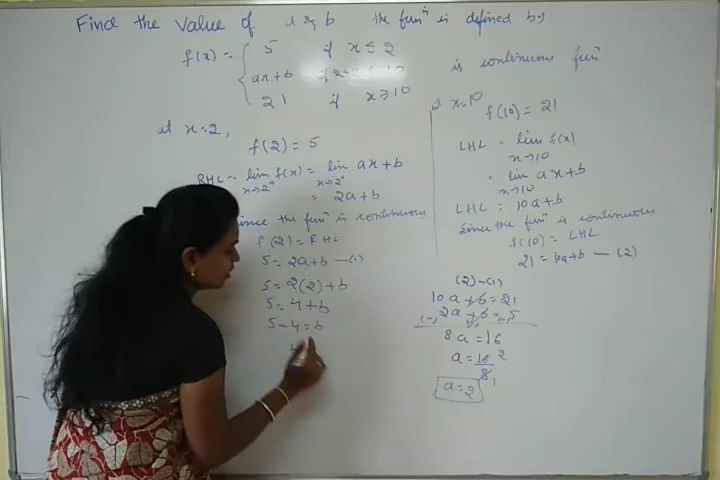 Find the value of a & b the funⁿ is defined by
f(x) = { 5 if x ≤ 2
ax+b if 2
21 if x ≥ 10
is continuous funⁿ
at x=2,
f(2) = 5
RHL = lim f(x) = lim ax+b
x→2⁺ x→2⁺
= 2a+b
Since the funⁿ is continuous
f(2) = RHL
5 = 2a+b —(1)
5 = 2(2)+b
5 = 4+b
5-4 = b
at x=10
f(10) = 21
LHL = lim f(x)
x→10
= lim ax+b
x→10
LHL = 10a+b
Since the funⁿ is continuous
f(10) = LHL
21 = 10a+b —(2)
(2)-(1)
10a+b = 21
2a+b = 5
(-) (-) (-)
8a = 16
a = 16 2
8 1
a=2